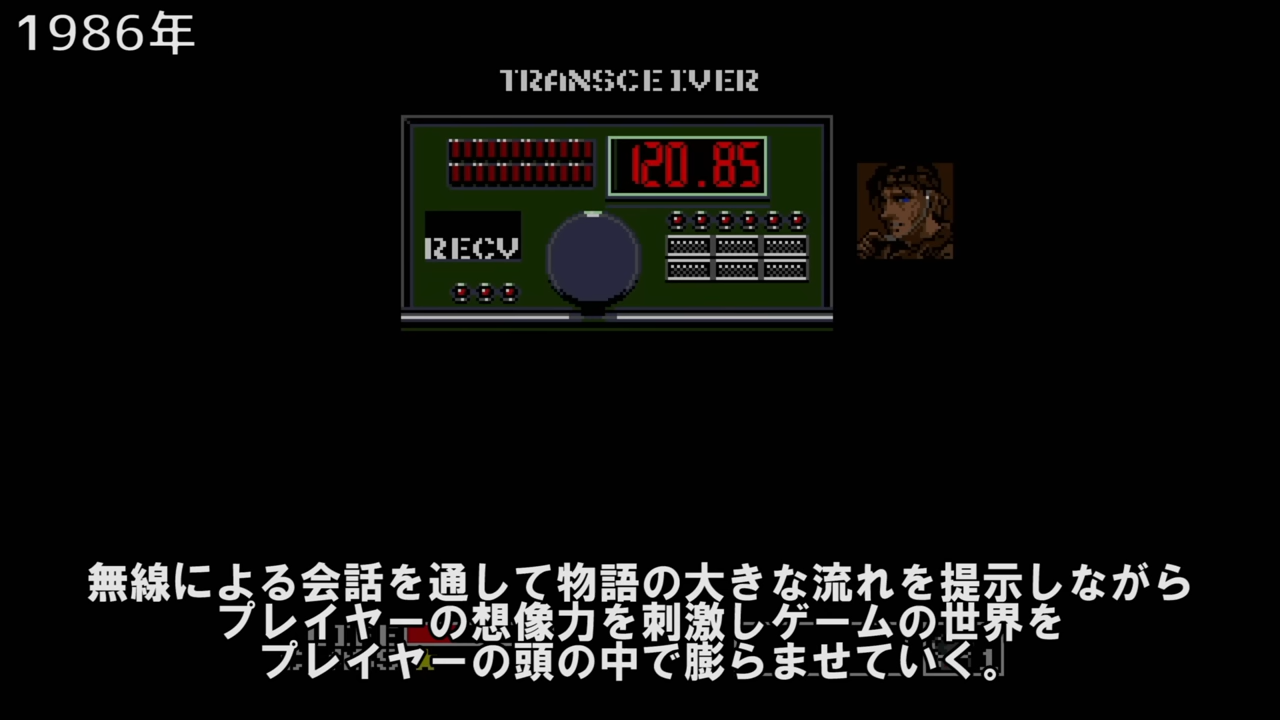 1986年
TRANSCEIVER
120.85
RECV
無線による会話を通して物語の大きな流れを提示しながら
プレイヤーの想像力を刺激しゲームの世界を
プレイヤーの頭の中で膨らませていく。